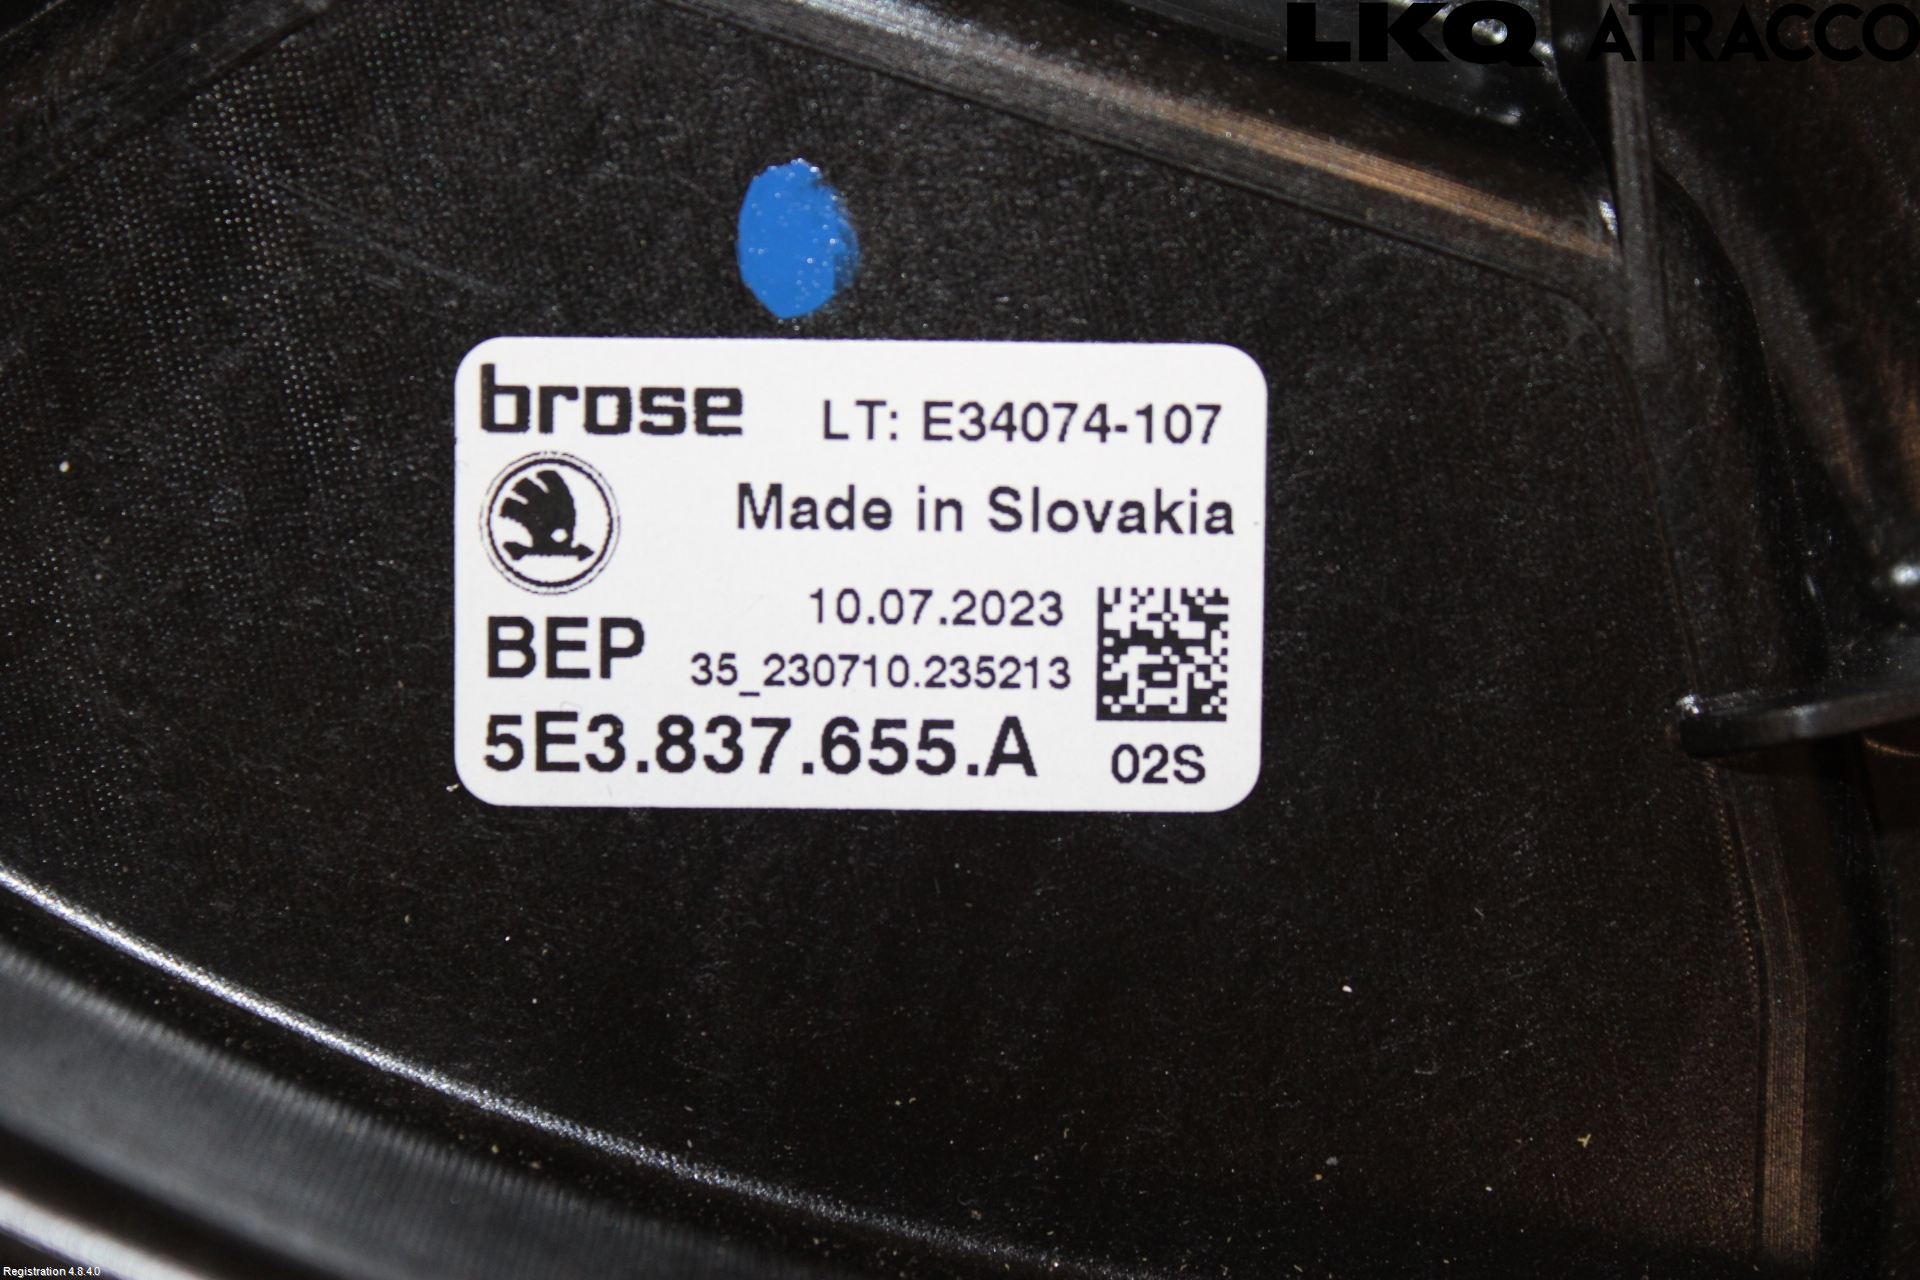 LKQ ATRACCO
brose LT: E34074-107
Made in Slovakia
10.07.2023
BEP 35_230710.235213
5E3.837.655.A 02S
Registration 4.8.4.0